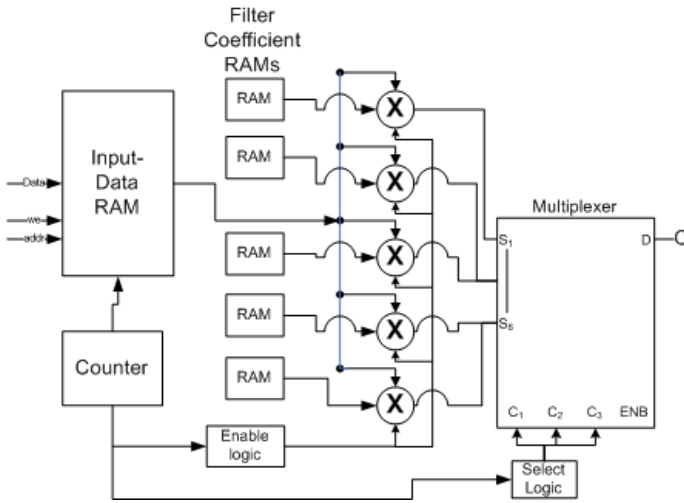 Filter
Coefficient
RAMs
RAM
X
Input-
Data
RAM
RAM
X
Data
we
addr
Multiplexer
S1
D
RAM
X
RAM
X
S8
Counter
RAM
X
C1
C2
C3
ENB
Enable
logic
Select
Logic